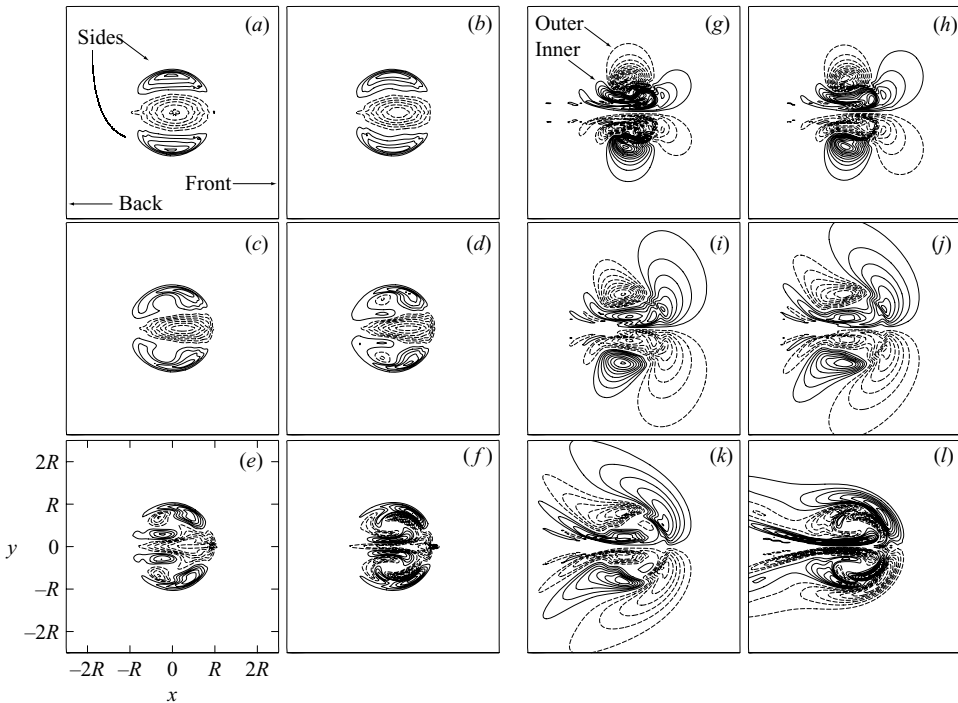 (a)
Sides
Front
Back
(b)
(g)
Outer
Inner
(h)
(c)
(d)
(i)
(j)
(e)
2R
R
y
0
−R
−2R
−2R −R 0 R 2R
x
(f)
(k)
(l)